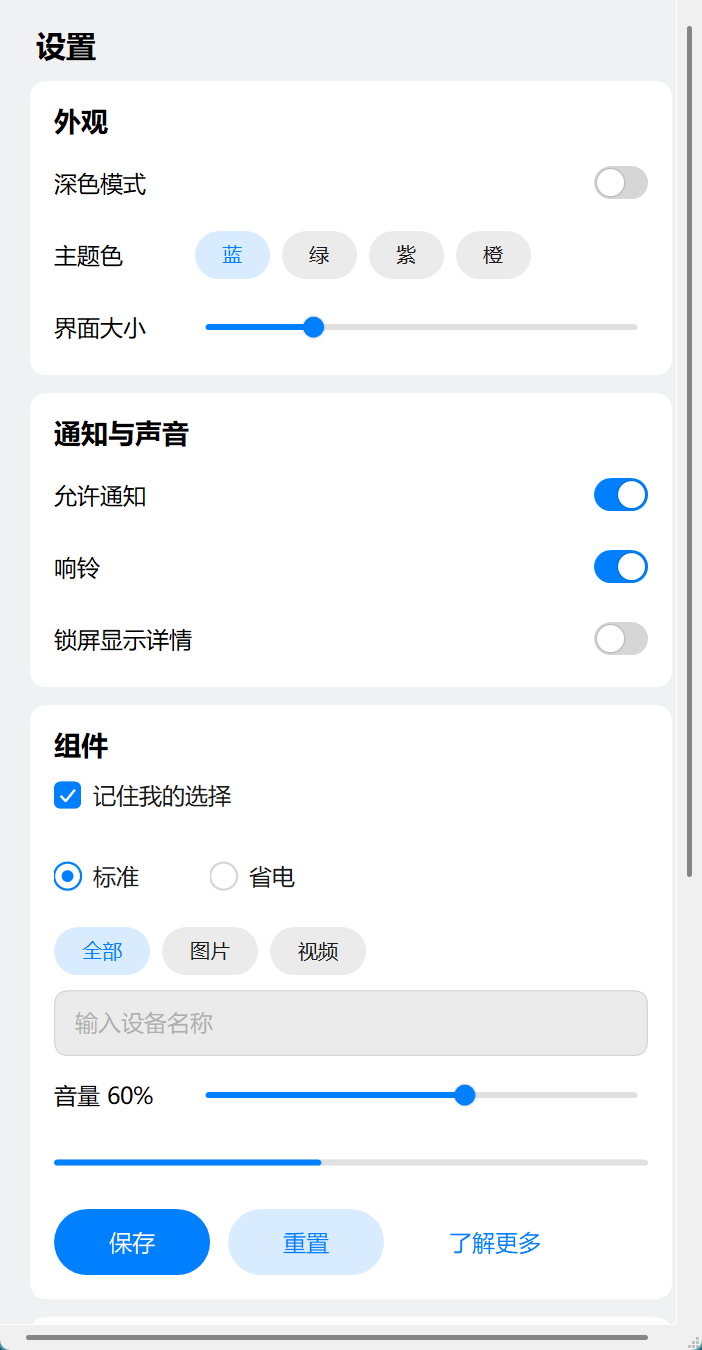 设置
外观
深色模式
主题色 蓝 绿 紫 橙
界面大小
通知与声音
允许通知
响铃
锁屏显示详情
组件
记住我的选择
标准 省电
全部 图片 视频
输入设备名称
音量 60%
保存 重置 了解更多